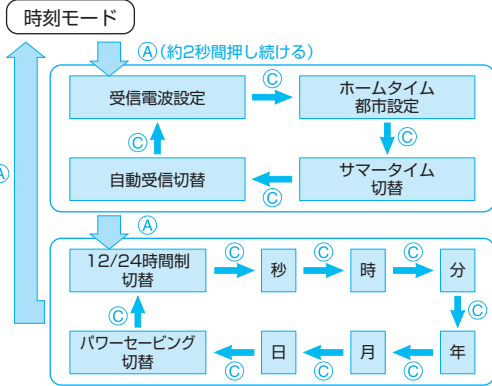 時刻モード
Ⓐ(約2秒間押し続ける)
受信電波設定
Ⓒ
ホームタイム
都市設定
Ⓒ
Ⓒ
自動受信切替
Ⓒ
サマータイム
切替
Ⓐ
Ⓐ
12/24時間制
切替
Ⓒ
秒
Ⓒ
時
Ⓒ
分
Ⓒ
Ⓒ
パワーセービング
切替
Ⓒ
日
Ⓒ
月
Ⓒ
年